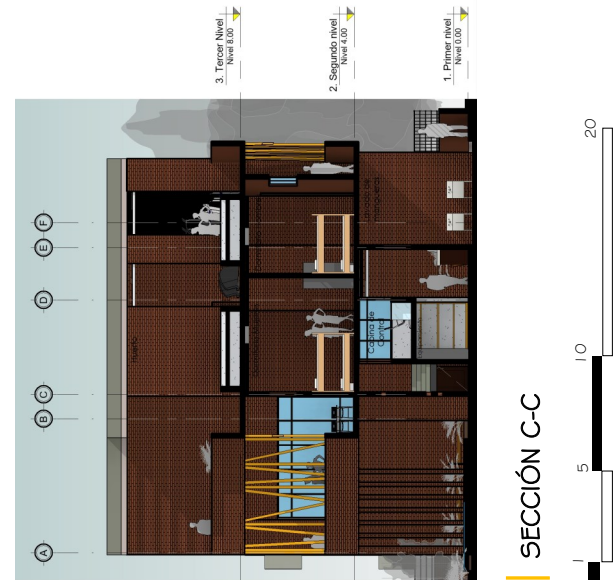 A
B
C
D
E
F
3. Tercer Nivel
Nivel 8.00
2. Segundo nivel
Nivel 4.00
1. Primer nivel
Nivel 0.00
Cabina de
Control
SECCIÓN C-C
1
5
10
20